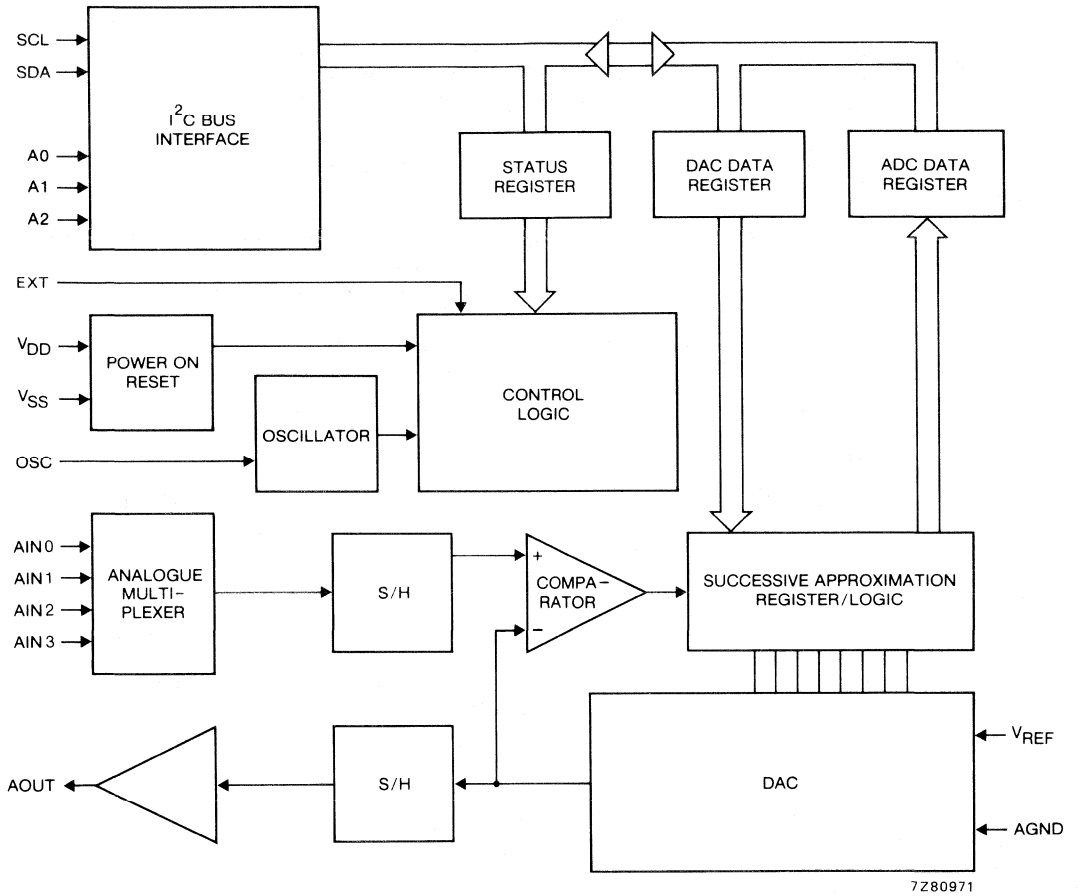 SCL
SDA
A0
A1
A2
I²C BUS
INTERFACE
STATUS
REGISTER
DAC DATA
REGISTER
ADC DATA
REGISTER
EXT
VDD
VSS
POWER ON
RESET
OSC
OSCILLATOR
CONTROL
LOGIC
AIN0
AIN1
AIN2
AIN3
ANALOGUE
MULTI-
PLEXER
S/H
+
COMPA-
RATOR
−
SUCCESSIVE APPROXIMATION
REGISTER/LOGIC
AOUT
S/H
DAC
VREF
AGND
7Z80971